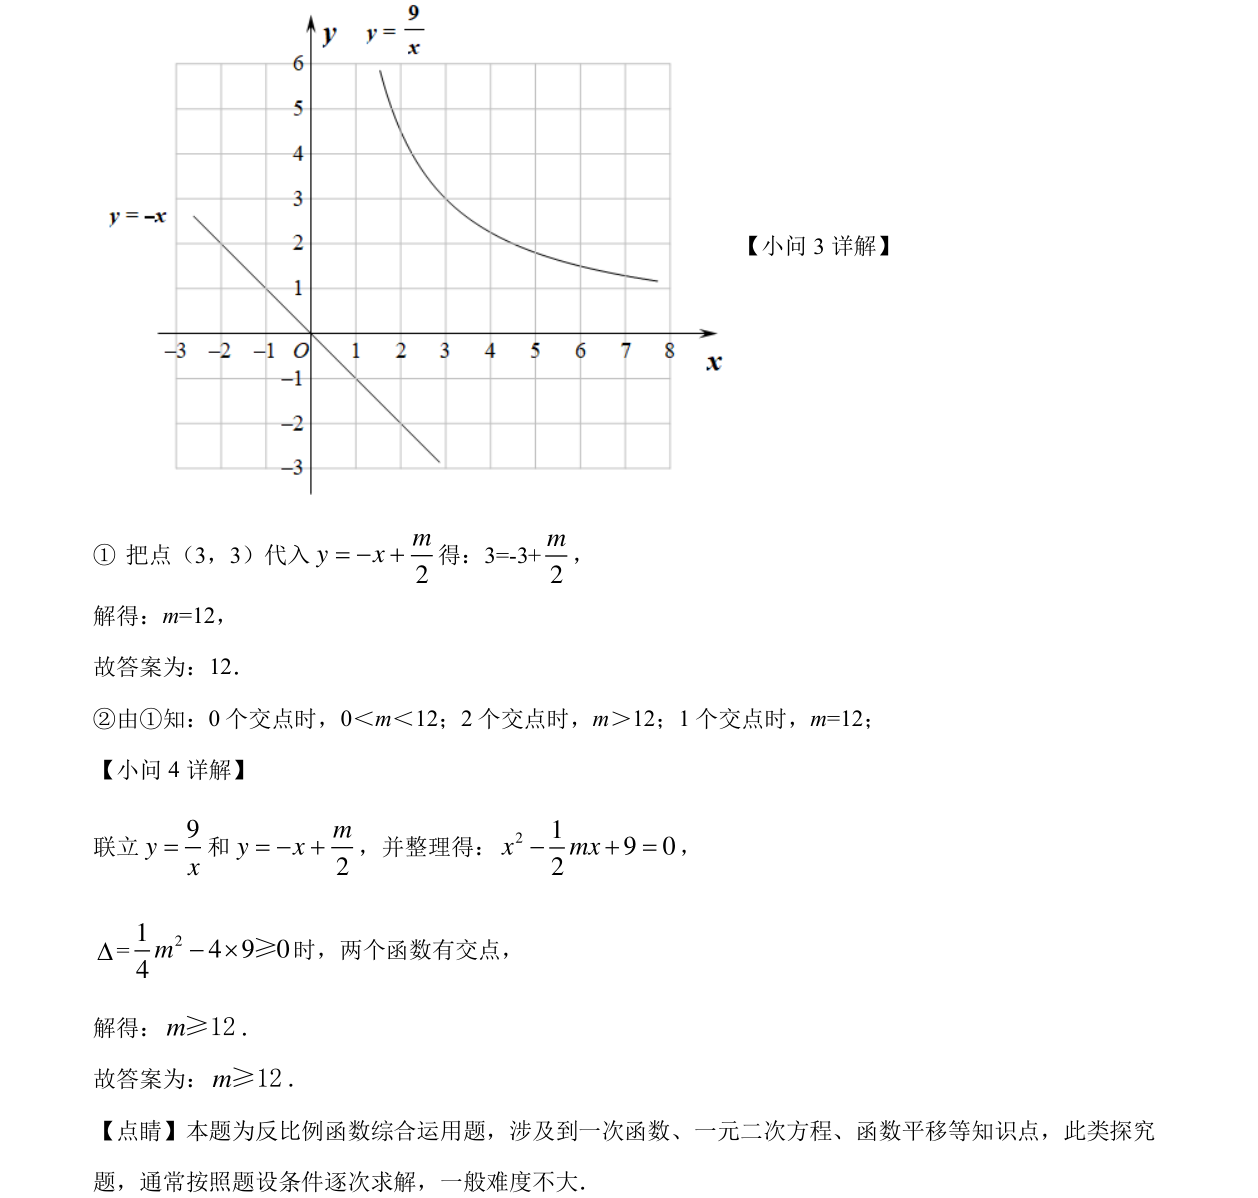 y y = 9/x
6
5
4
3
y = −x
2
【小问 3 详解】
1
−3 −2 −1 O 1 2 3 4 5 6 7 8
x
−1
−2
−3
① 把点（3，3）代入 y = −x + m/2 得：3=-3+ m/2，
解得：m=12，
故答案为：12．
②由①知：0 个交点时，0＜m＜12；2 个交点时，m＞12；1 个交点时，m=12；
【小问 4 详解】
联立 y = 9/x 和 y = −x + m/2，并整理得：x² − 1/2 mx + 9 = 0，
Δ= 1/4 m² − 4×9⩾0时，两个函数有交点，
解得：m⩾12．
故答案为：m⩾12．
【点睛】本题为反比例函数综合运用题，涉及到一次函数、一元二次方程、函数平移等知识点，此类探究
题，通常按照题设条件逐次求解，一般难度不大．